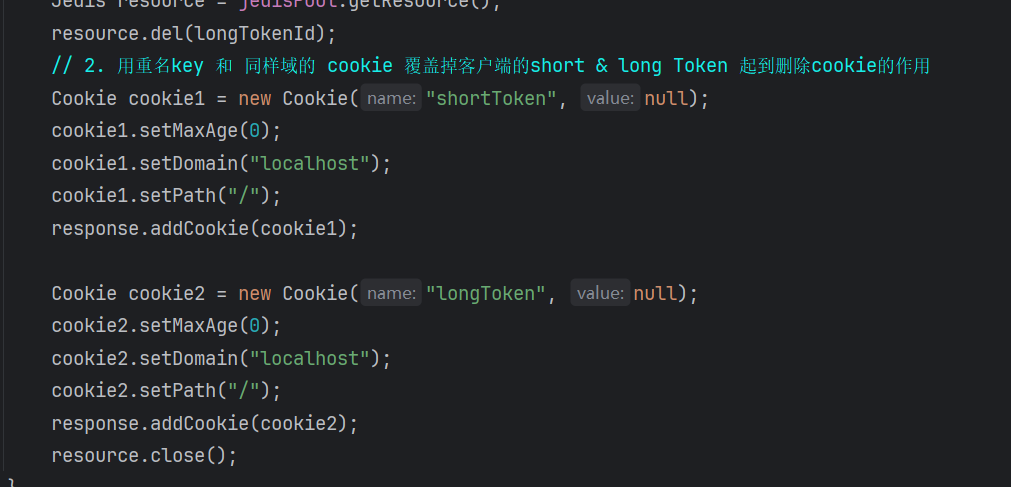 Jedis resource = jedisPool.getResource();
resource.del(longTokenId);
// 2. 用重名key 和 同样域的 cookie 覆盖掉客户端的short & long Token 起到删除cookie的作用
Cookie cookie1 = new Cookie( name: "shortToken", value: null);
cookie1.setMaxAge(0);
cookie1.setDomain("localhost");
cookie1.setPath("/");
response.addCookie(cookie1);
Cookie cookie2 = new Cookie( name: "longToken", value: null);
cookie2.setMaxAge(0);
cookie2.setDomain("localhost");
cookie2.setPath("/");
response.addCookie(cookie2);
resource.close();
}